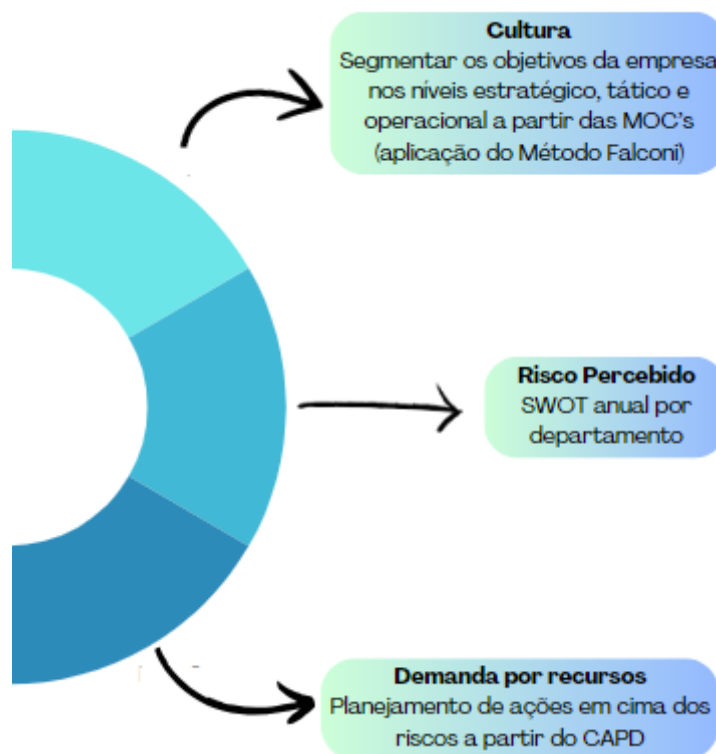 Cultura
Segmentar os objetivos da empresa
nos níveis estratégico, tático e
operacional a partir das MOC's
(aplicação do Método Falconi)
Risco Percebido
SWOT anual por
departamento
Demanda por recursos
Planejamento de ações em cima dos
riscos a partir do CAPD